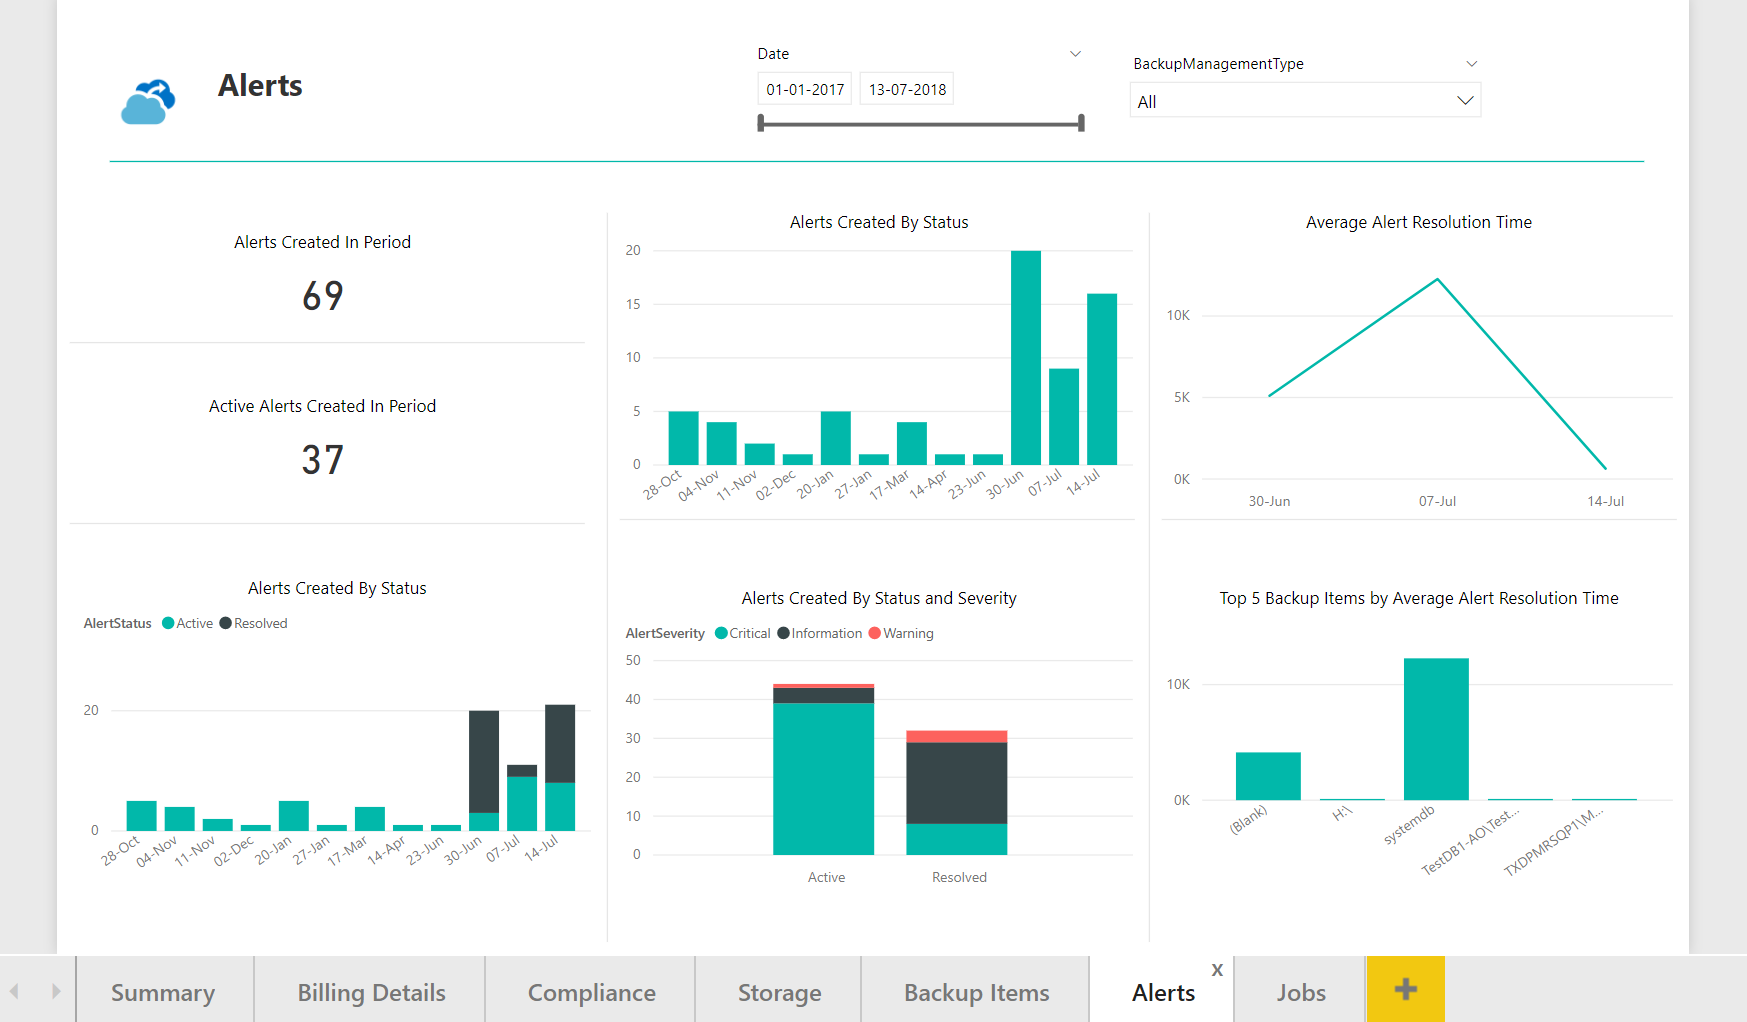 Alerts
Date
01-01-2017 13-07-2018
BackupManagementType
All
Alerts Created In Period
69
Active Alerts Created In Period
37
Alerts Created By Status
20
15
10
5
0
28-Oct 04-Nov 11-Nov 02-Dec 20-Jan 27-Jan 17-Mar 14-Apr 23-Jun 30-Jun 07-Jul 14-Jul
Average Alert Resolution Time
10K
5K
0K
30-Jun 07-Jul 14-Jul
Alerts Created By Status
AlertStatus Active Resolved
20
0
28-Oct 04-Nov 11-Nov 02-Dec 20-Jan 27-Jan 17-Mar 14-Apr 23-Jun 30-Jun 07-Jul 14-Jul
Alerts Created By Status and Severity
AlertSeverity Critical Information Warning
50
40
30
20
10
0
Active Resolved
Top 5 Backup Items by Average Alert Resolution Time
10K
0K
(Blank) H:\ systemdb TestDB1-AO\Test... TXDPMRSQP1\M...
Summary Billing Details Compliance Storage Backup Items Alerts X Jobs +